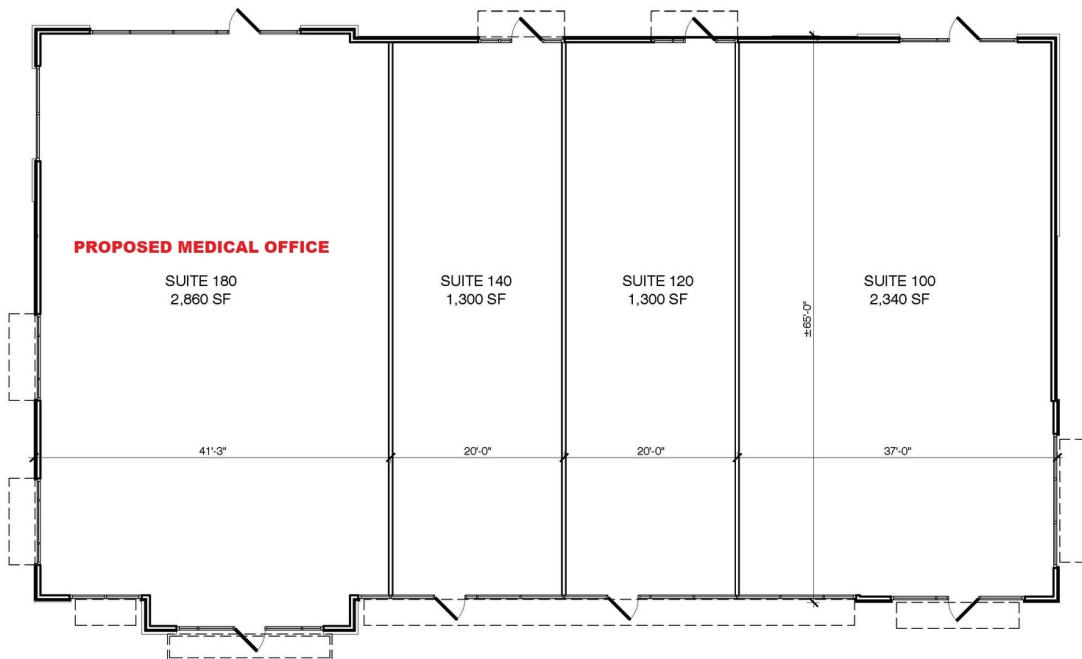 PROPOSED MEDICAL OFFICE
SUITE 180
2,860 SF
SUITE 140
1,300 SF
SUITE 120
1,300 SF
SUITE 100
2,340 SF
±65'-0"
41'-3"
20'-0"
20'-0"
37'-0"